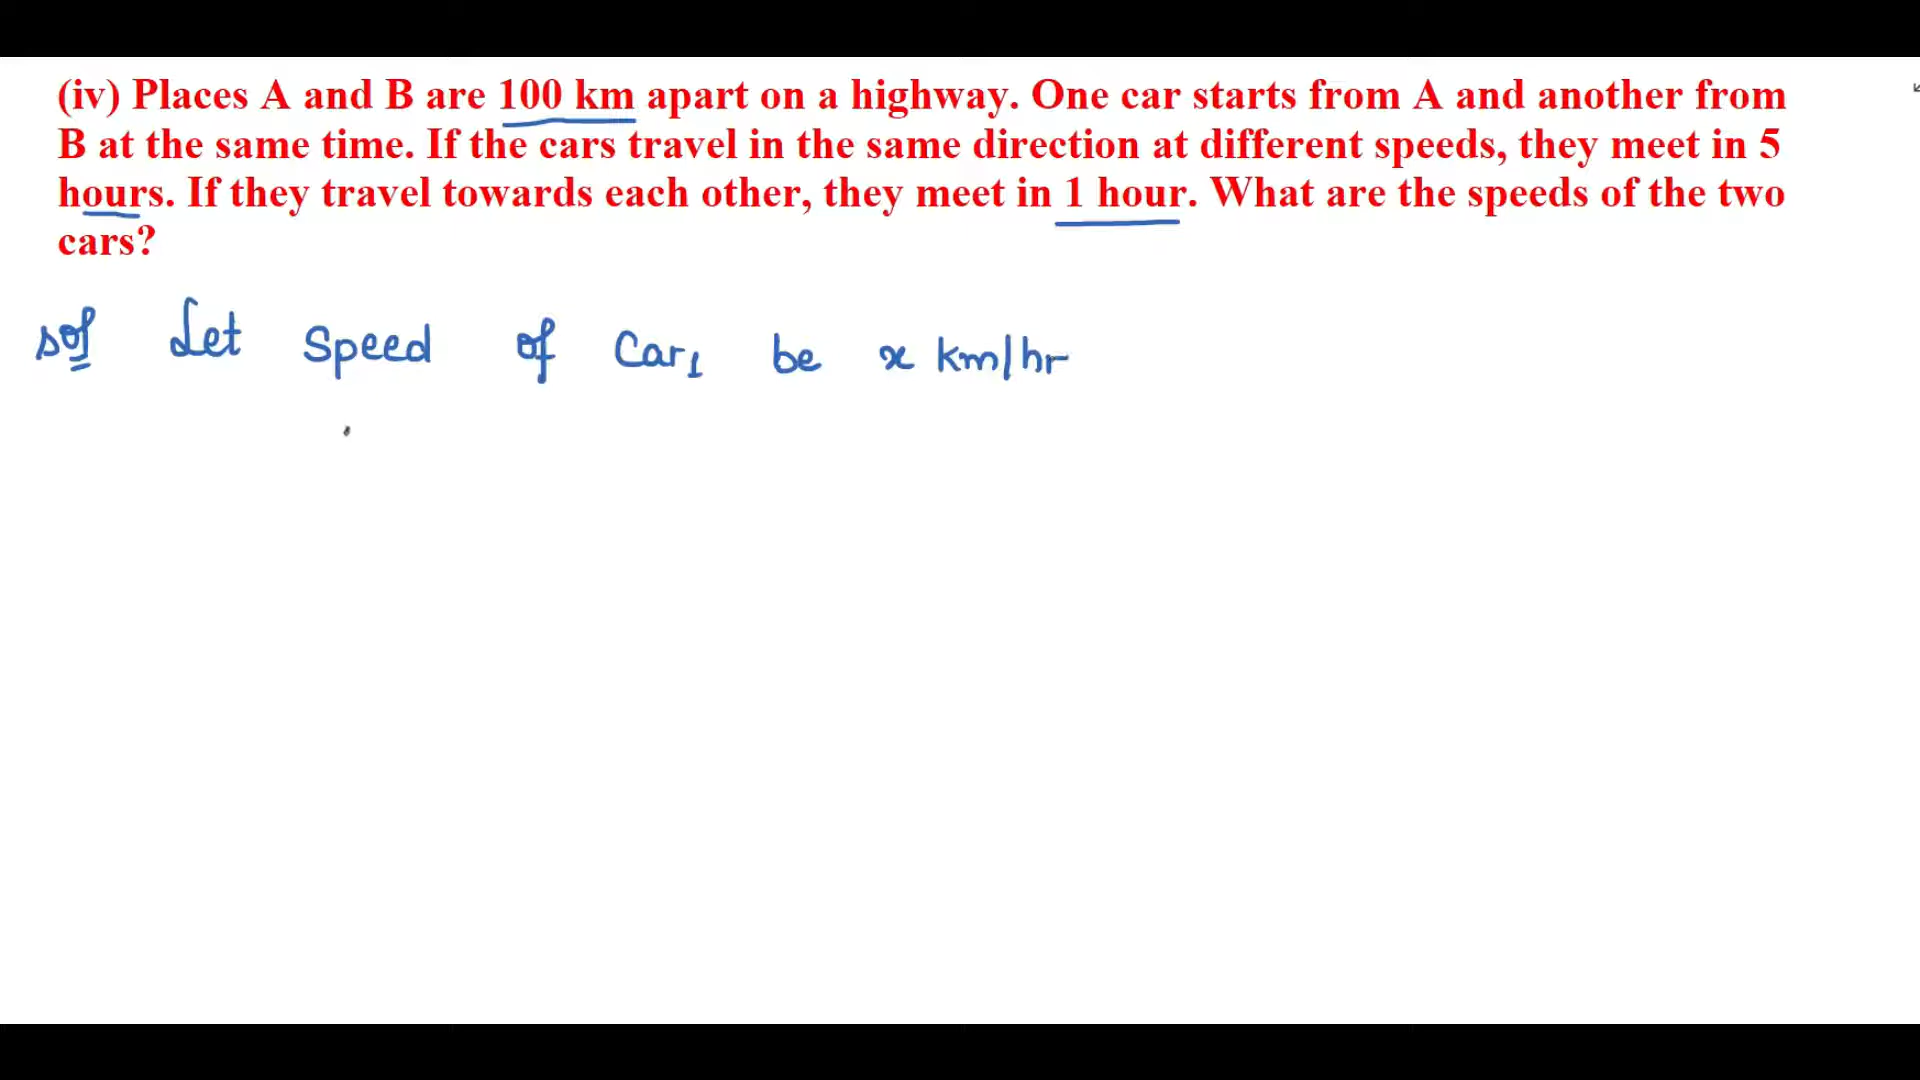 (iv) Places A and B are 100 km apart on a highway. One car starts from A and another from
B at the same time. If the cars travel in the same direction at different speeds, they meet in 5
hours. If they travel towards each other, they meet in 1 hour. What are the speeds of the two
cars?
sol Let Speed of Car1 be x km/hr